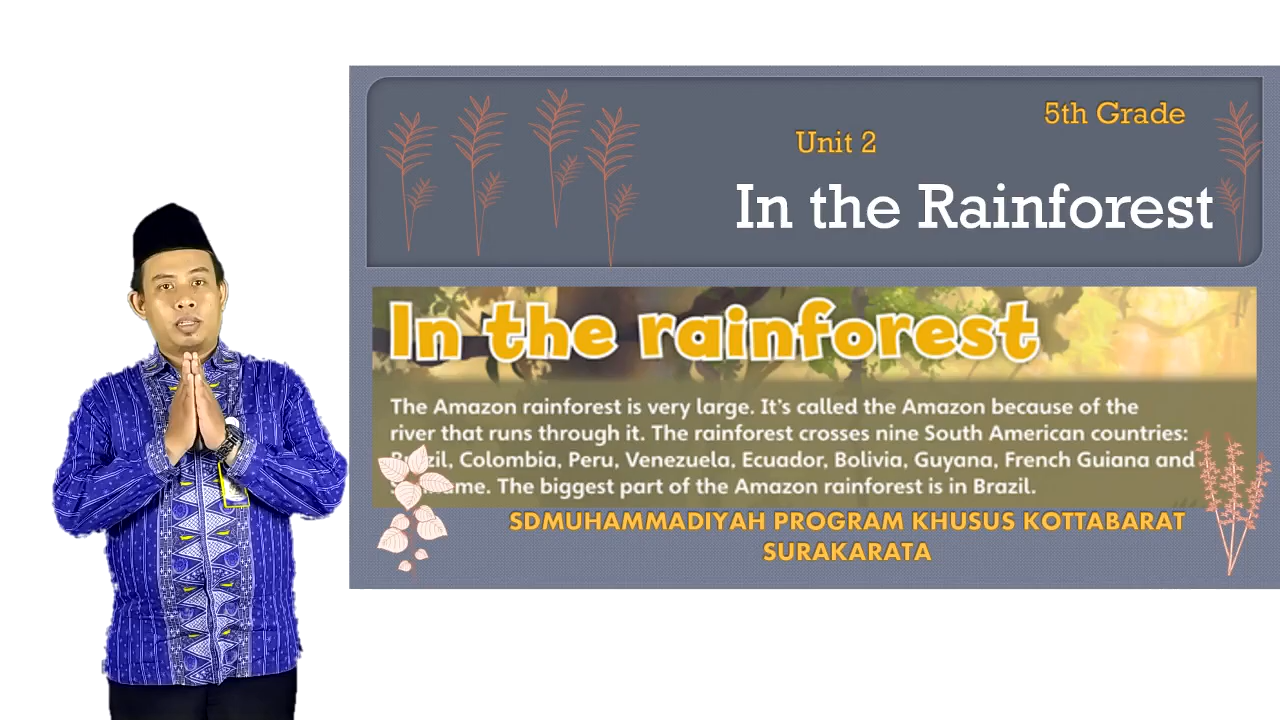 5th Grade
Unit 2
In the Rainforest
In the rainforest
The Amazon rainforest is very large. It's called the Amazon because of the
river that runs through it. The rainforest crosses nine South American countries:
Colombia, Peru, Venezuela, Ecuador, Bolivia, Guyana, French Guiana and
The biggest part of the Amazon rainforest is in Brazil.
SDMUHAMMADIYAH PROGRAM KHUSUS KOTTABARAT
SURAKARATA